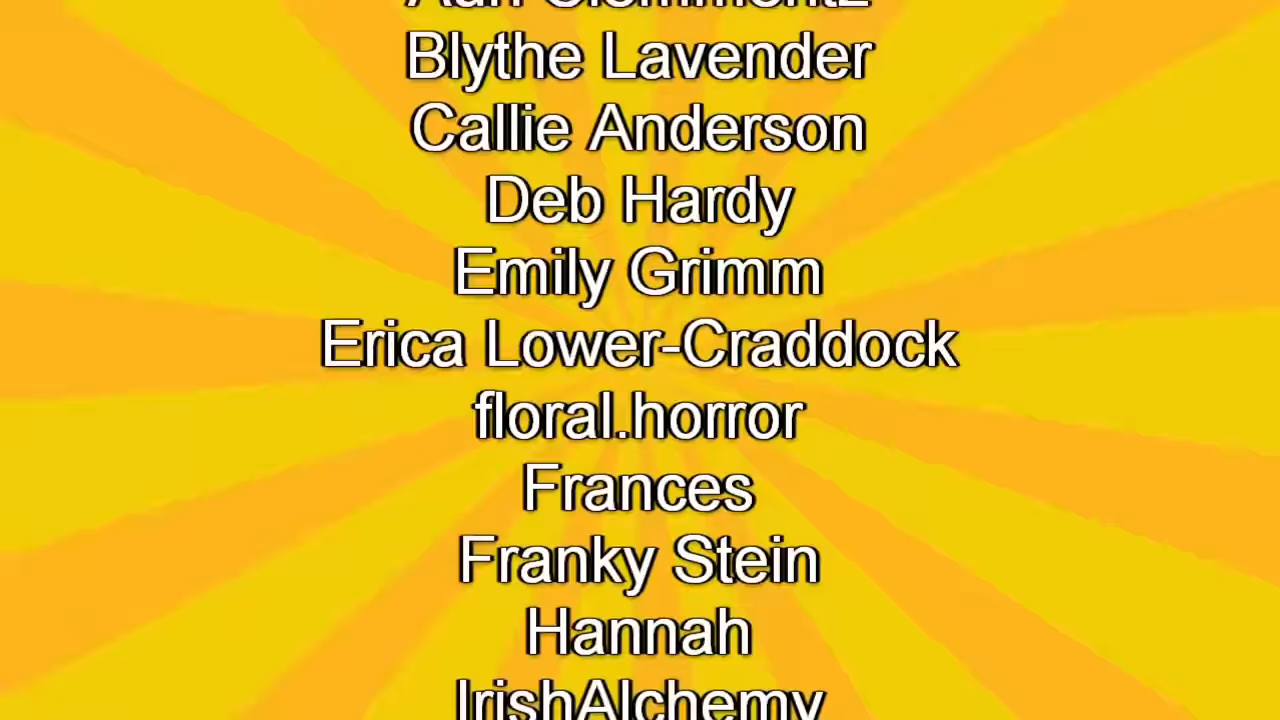 Blythe Lavender
Callie Anderson
Deb Hardy
Emily Grimm
Erica Lower-Craddock
floral.horror
Frances
Franky Stein
Hannah
IrishAlchemy